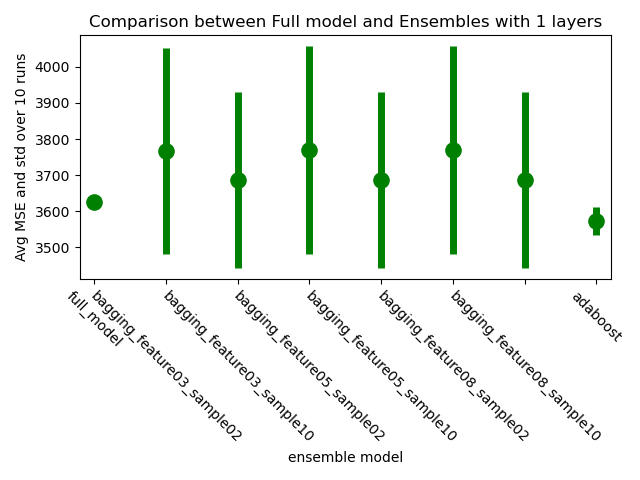 Comparison between Full model and Ensembles with 1 layers
Avg MSE and std over 10 runs
4000
3900
3800
3700
3600
3500
full_model
bagging_feature03_sample02
bagging_feature03_sample10
bagging_feature05_sample02
bagging_feature05_sample10
bagging_feature08_sample02
bagging_feature08_sample10
adaboost
ensemble model